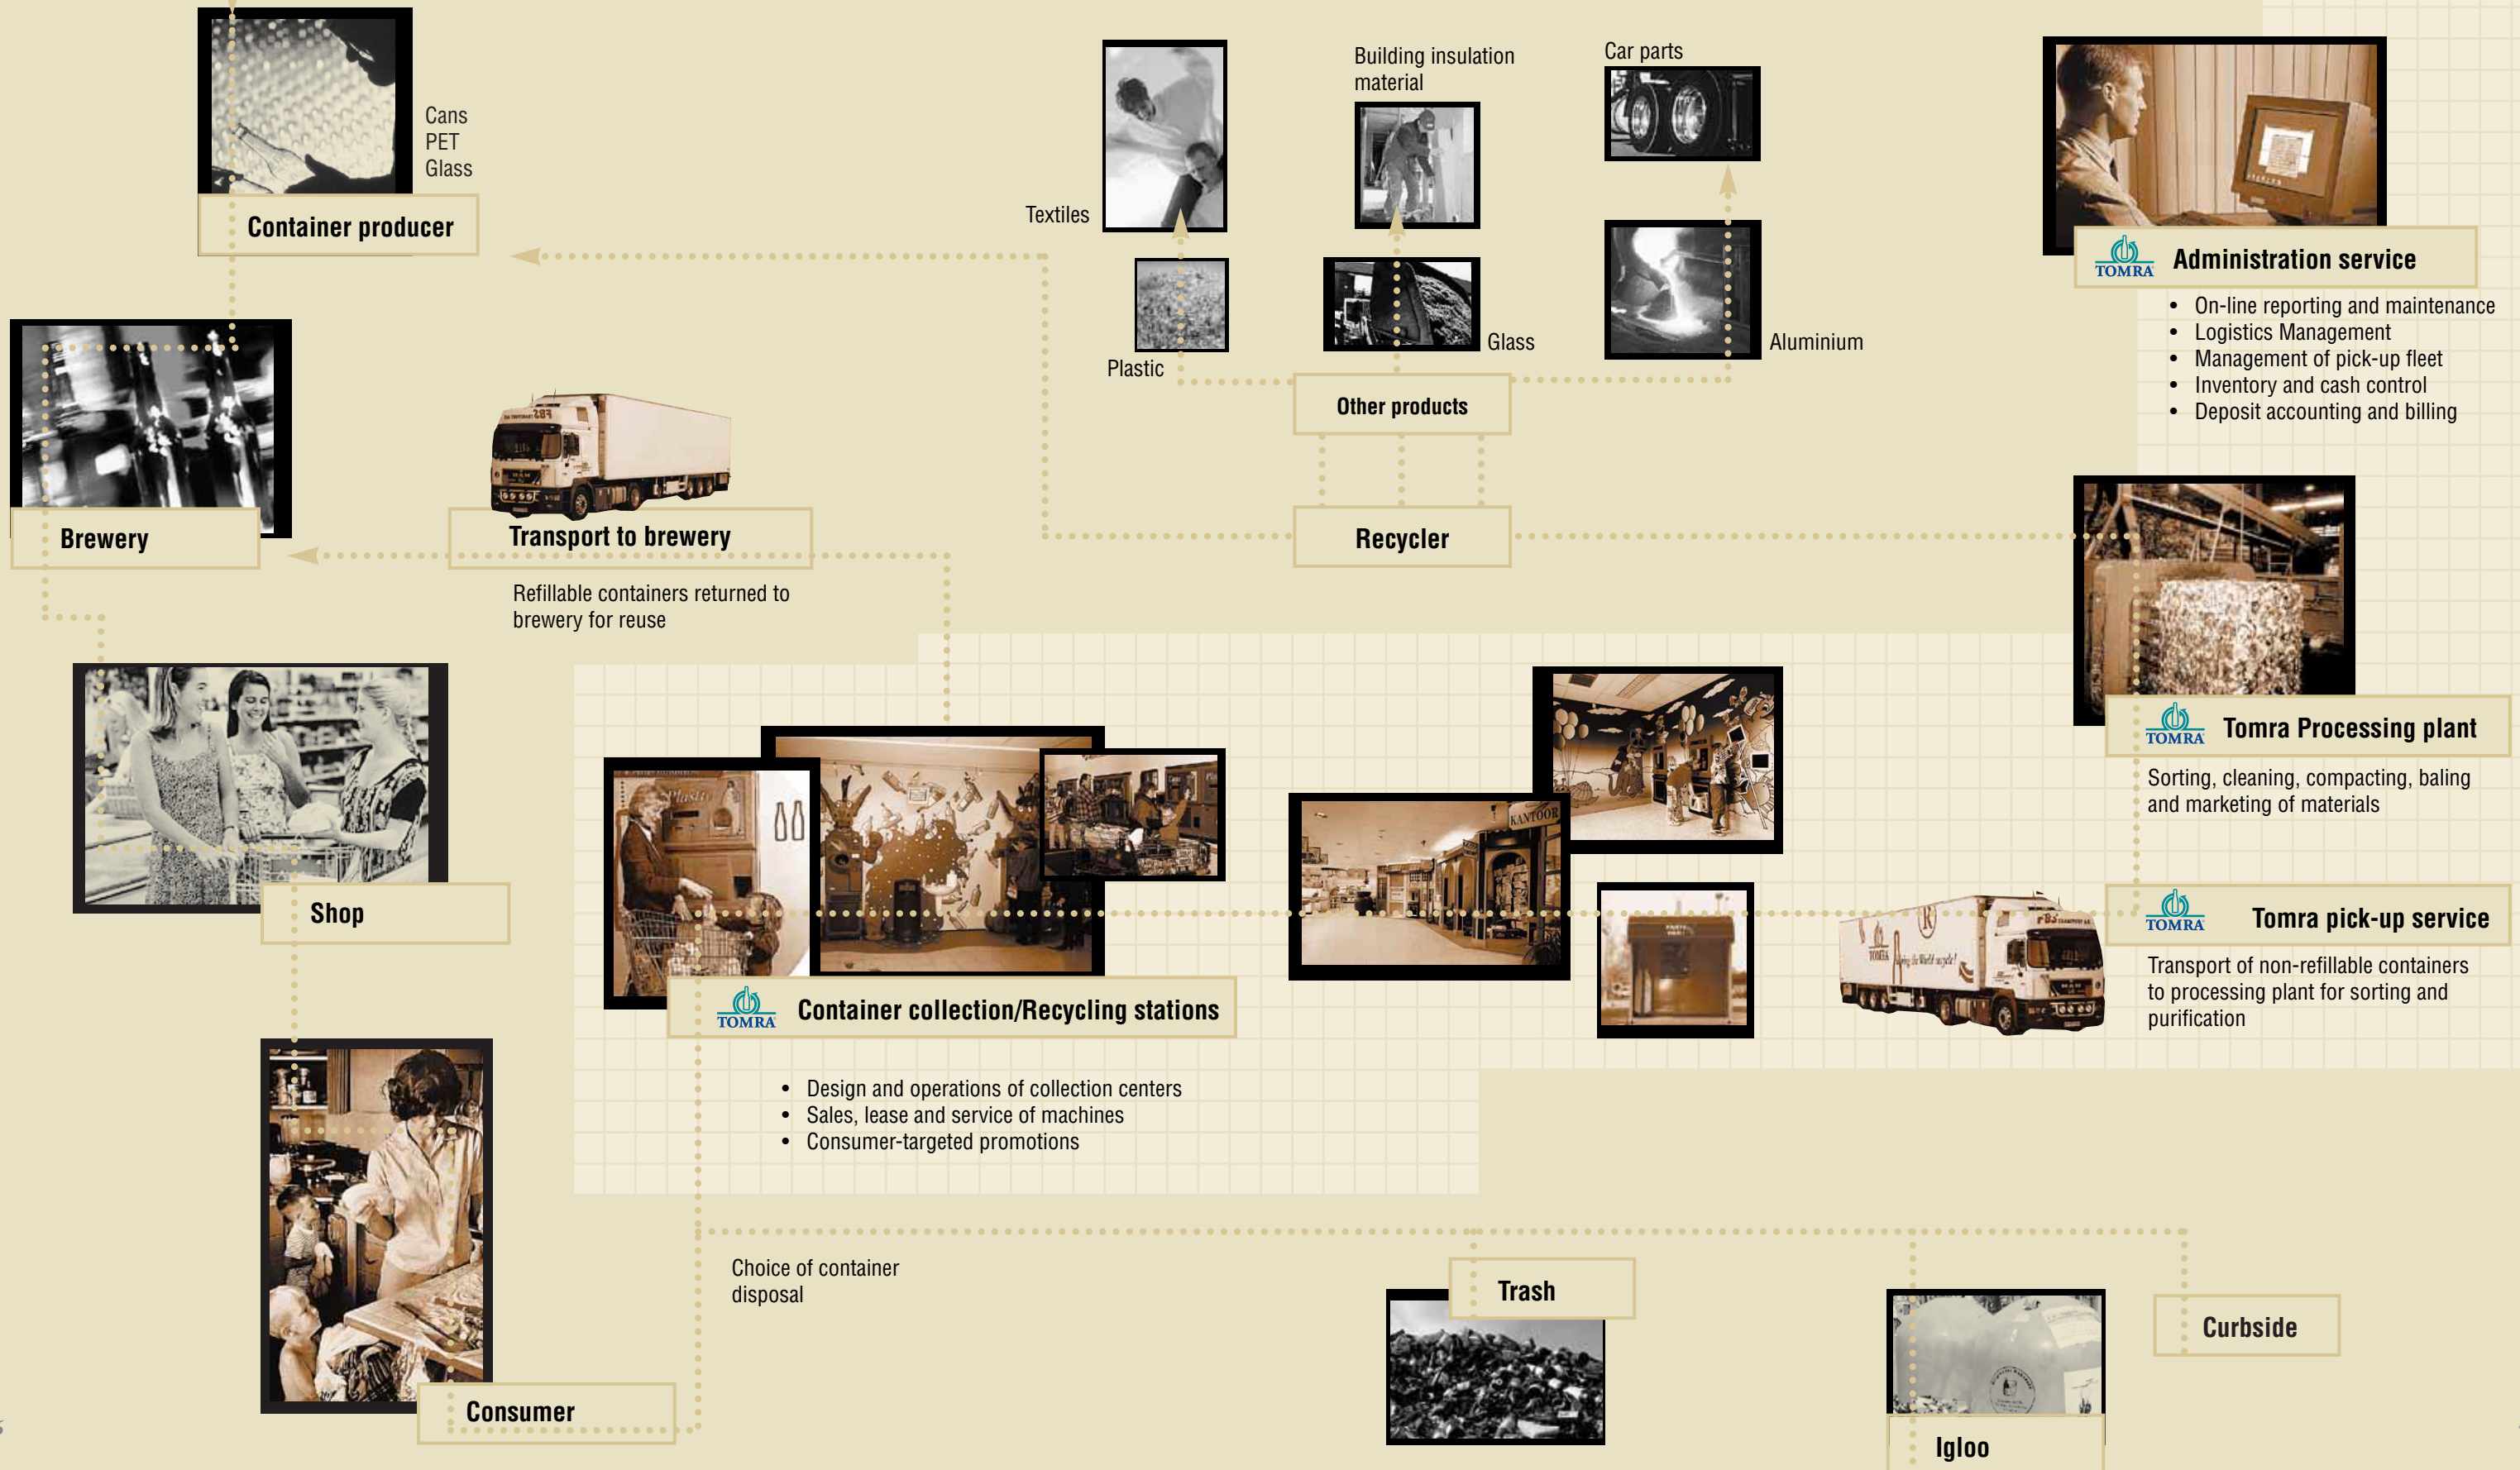 Cans
PET
Glass
Container producer
Textiles
Building insulation
material
Car parts
Plastic
Glass
Aluminium
Other products
TOMRA
Administration service
• On-line reporting and maintenance
• Logistics Management
• Management of pick-up fleet
• Inventory and cash control
• Deposit accounting and billing
Brewery
Transport to brewery
Refillable containers returned to
brewery for reuse
Recycler
TOMRA
Tomra Processing plant
Sorting, cleaning, compacting, baling
and marketing of materials
Shop
KANTOOR
TOMRA
Tomra pick-up service
Transport of non-refillable containers
to processing plant for sorting and
purification
TOMRA
Container collection/Recycling stations
• Design and operations of collection centers
• Sales, lease and service of machines
• Consumer-targeted promotions
Choice of container
disposal
Trash
Curbside
Consumer
Igloo